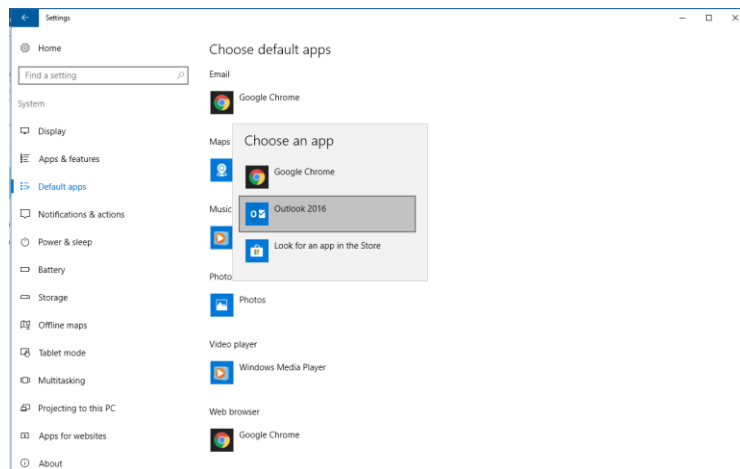 Settings
Home
Find a setting
System
Display
Apps & features
Default apps
Notifications & actions
Power & sleep
Battery
Storage
Offline maps
Tablet mode
Multitasking
Projecting to this PC
Apps for websites
About
Choose default apps
Email
Google Chrome
Maps
Music
Photo
Photos
Video player
Windows Media Player
Web browser
Google Chrome
Choose an app
Google Chrome
Outlook 2016
Look for an app in the Store